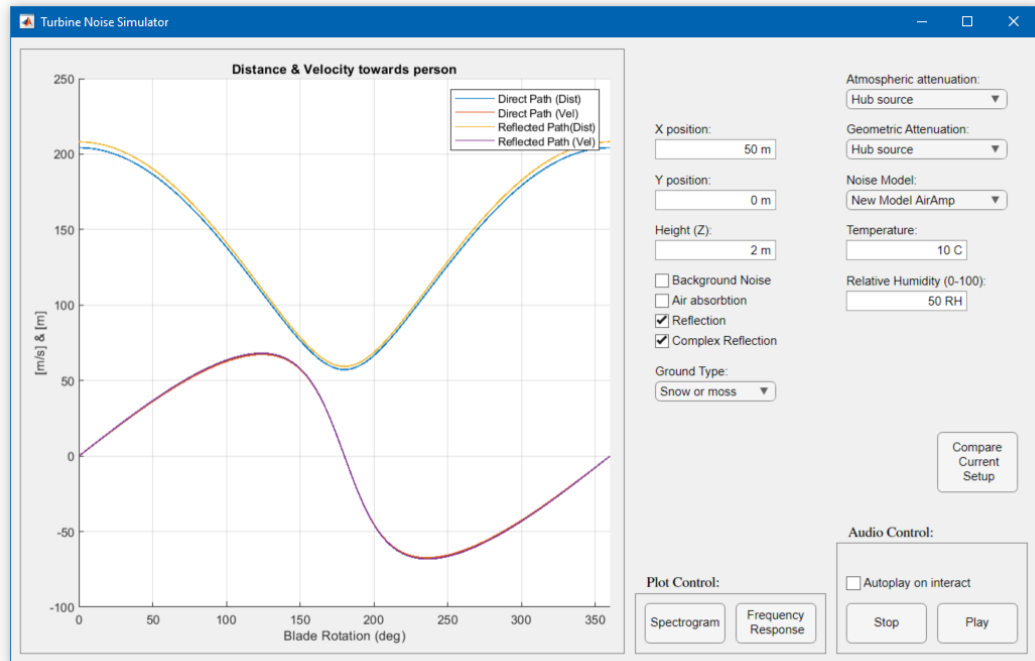 Turbine Noise Simulator
Distance & Velocity towards person
250
200
150
100
50
0
-50
-100
[m/s] & [m]
0
50
100
150
200
250
300
350
Blade Rotation (deg)
Direct Path (Dist)
Direct Path (Vel)
Reflected Path(Dist)
Reflected Path (Vel)
X position:
50 m
Y position:
0 m
Height (Z):
2 m
Background Noise
Air absorbtion
Reflection
Complex Reflection
Ground Type:
Snow or moss
Atmospheric attenuation:
Hub source
Geometric Attenuation:
Hub source
Noise Model:
New Model AirAmp
Temperature:
10 C
Relative Humidity (0-100):
50 RH
Compare
Current
Setup
Plot Control:
Spectrogram
Frequency
Response
Audio Control:
Autoplay on interact
Stop
Play